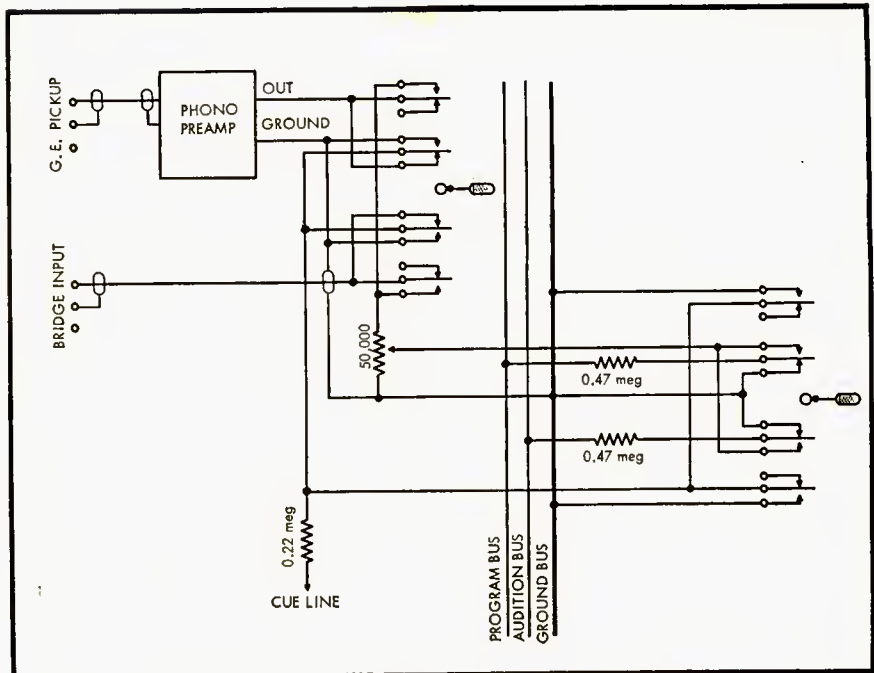 G.E. PICKUP
PHONO
PREAMP
OUT
GROUND
BRIDGE INPUT
50,000
0.47 meg
0.47 meg
0.22 meg
CUE LINE
PROGRAM BUS
AUDITION BUS
GROUND BUS